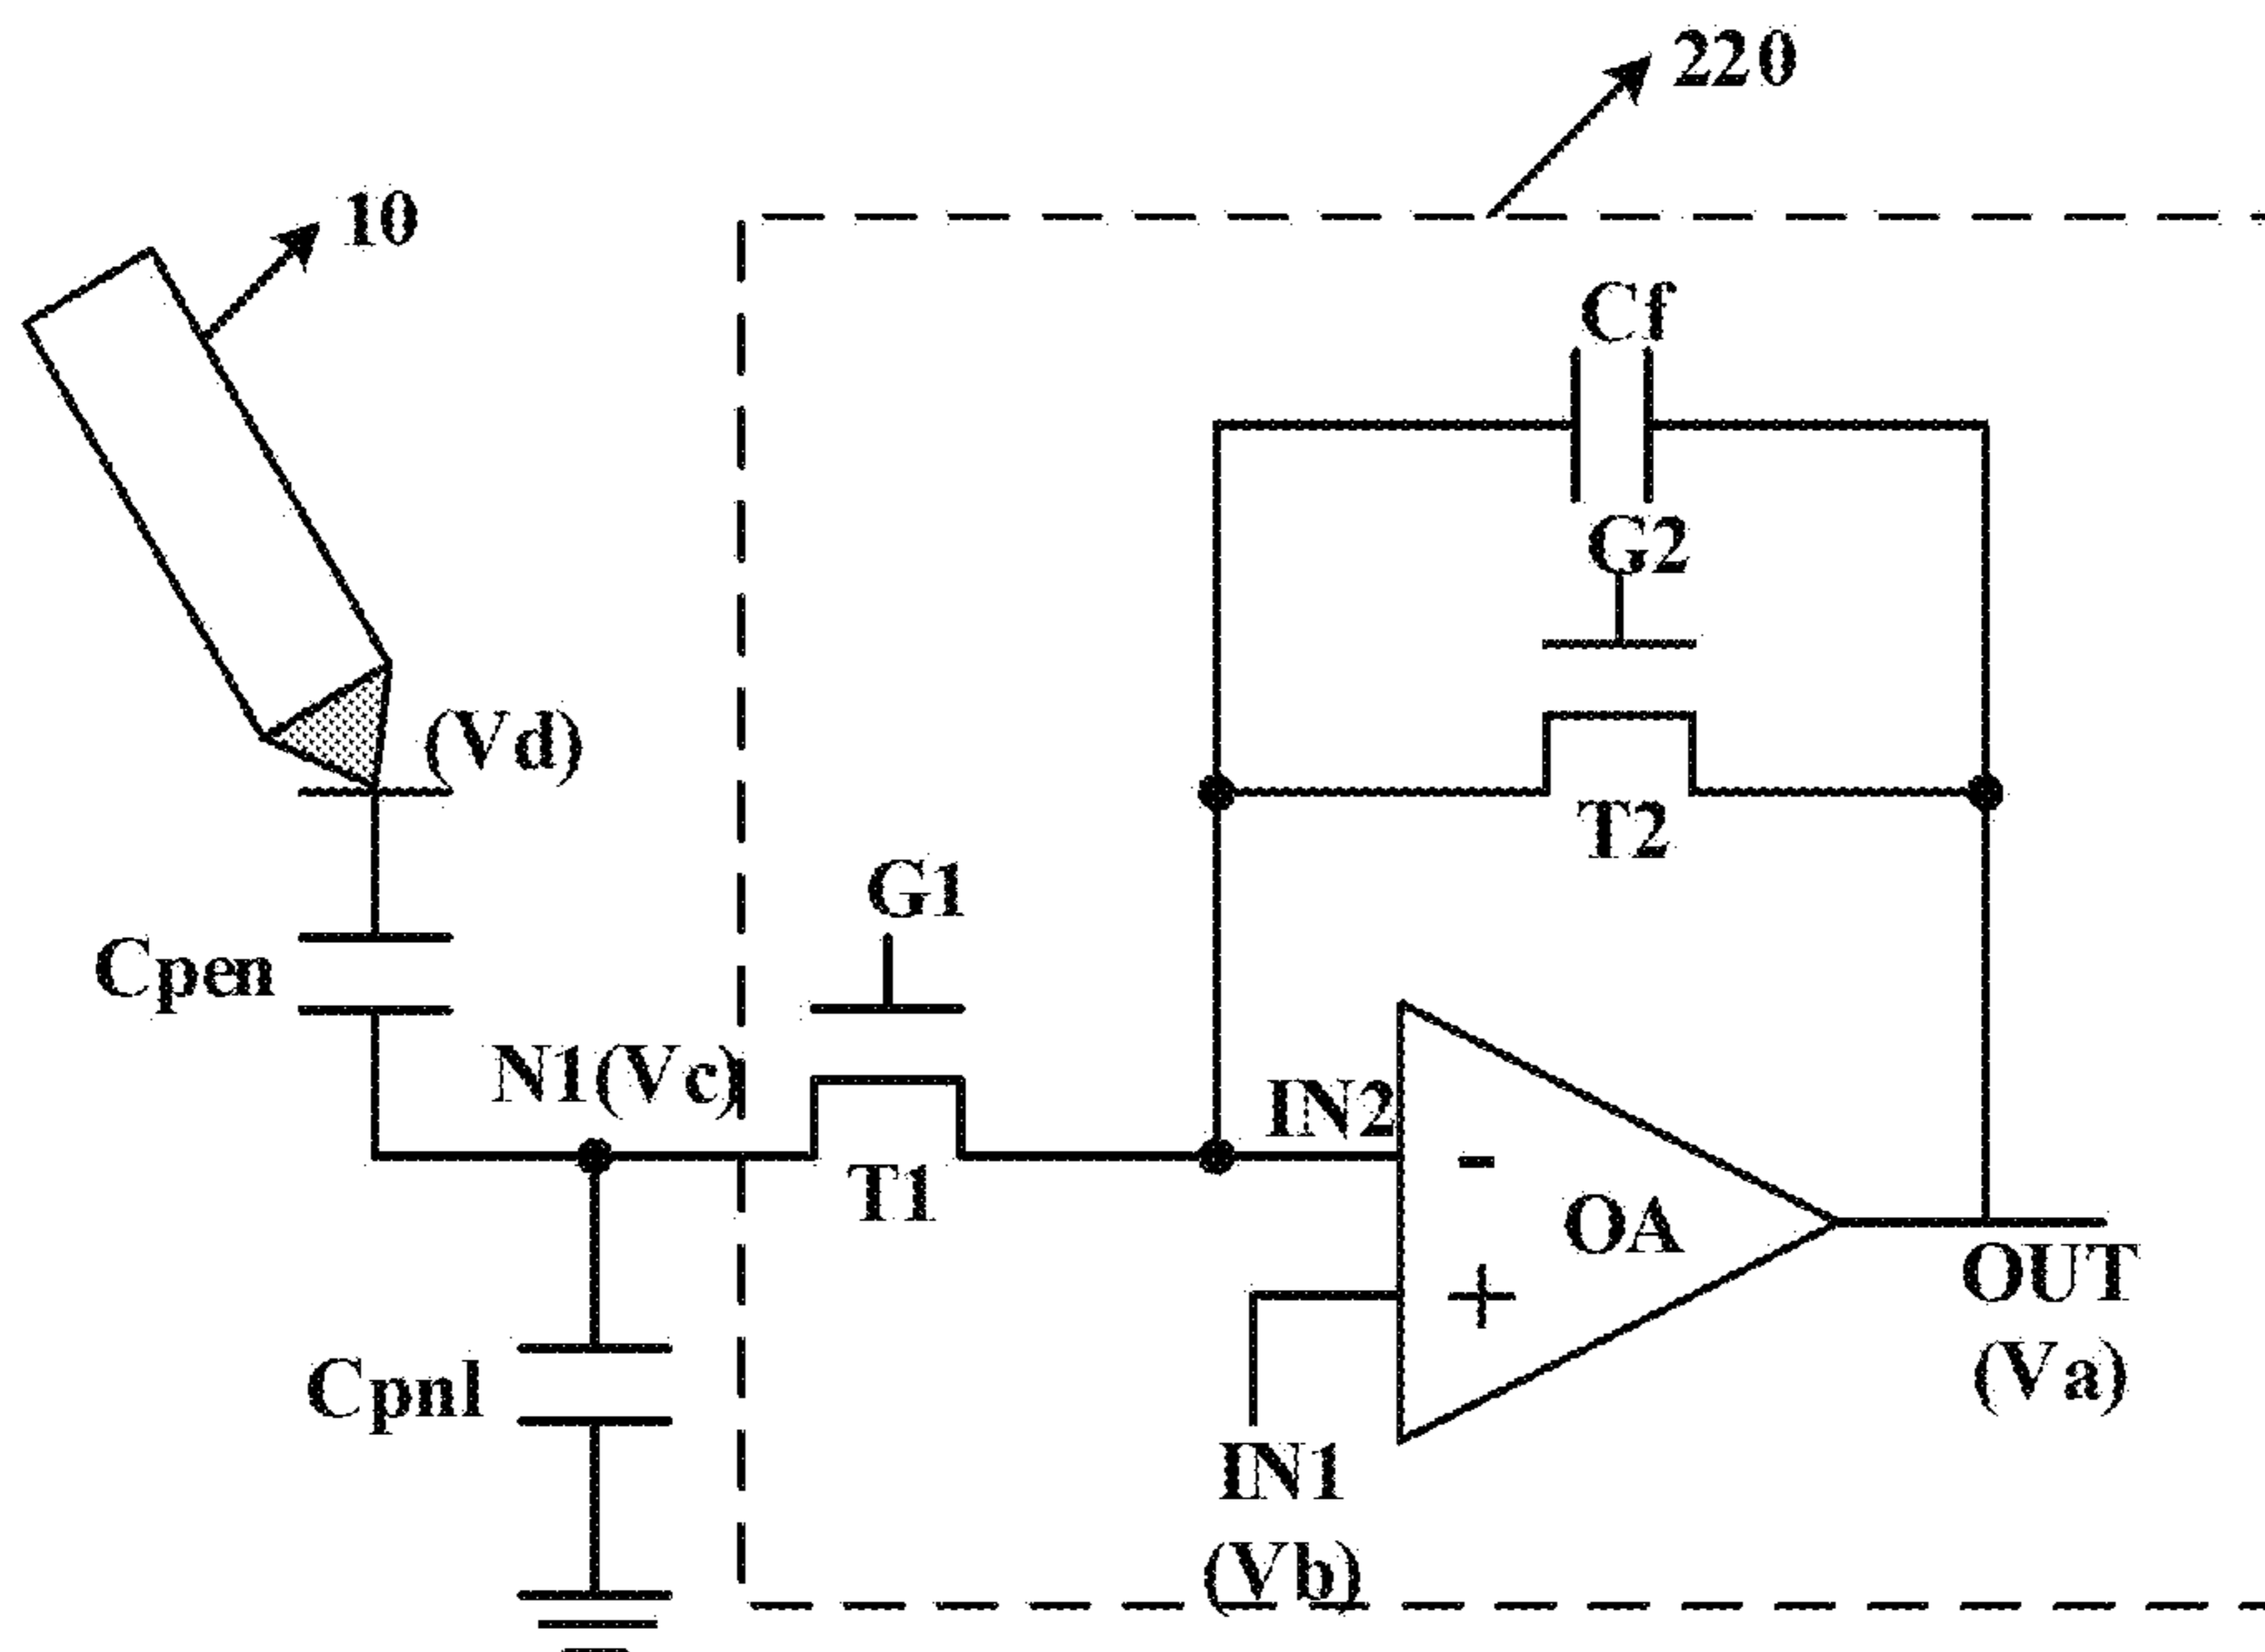 220
10
Cf
G2
(Vd)
T2
G1
Cpen
N1(Vc)
IN2
-
T1
OA
+
OUT
Cpnl
(Va)
IN1
(Vb)